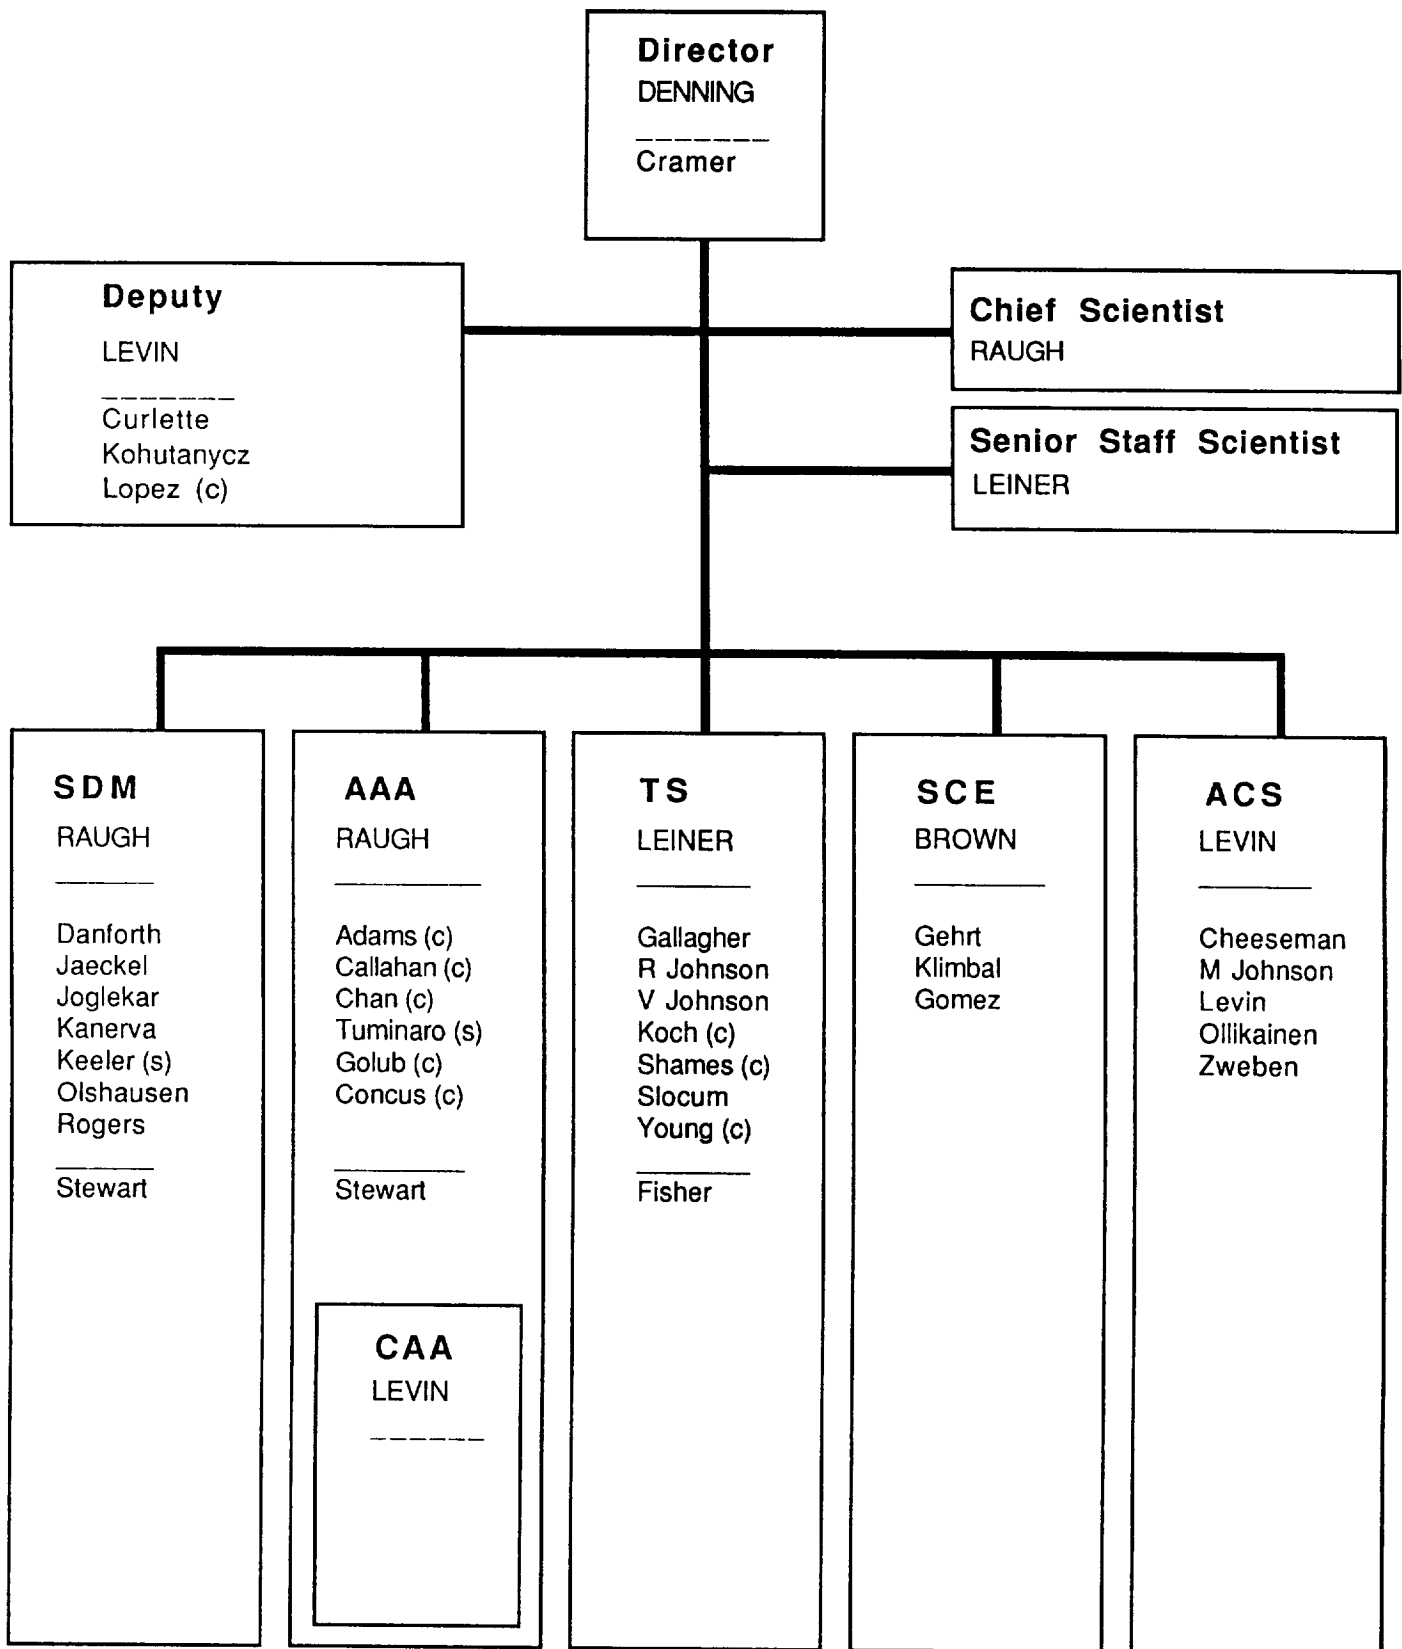 Director
DENNING
Cramer
Deputy
LEVIN
Curlette
Kohutanycz
Lopez (c)
Chief Scientist
RAUGH
Senior Staff Scientist
LEINER
SDM
RAUGH
Danforth
Jaeckel
Joglekar
Kanerva
Keeler (s)
Olshausen
Rogers
Stewart
AAA
RAUGH
Adams (c)
Callahan (c)
Chan (c)
Tuminaro (s)
Golub (c)
Concus (c)
Stewart
CAA
LEVIN
TS
LEINER
Gallagher
R Johnson
V Johnson
Koch (c)
Shames (c)
Slocum
Young (c)
Fisher
SCE
BROWN
Gehrt
Klimbal
Gomez
ACS
LEVIN
Cheeseman
M Johnson
Levin
Ollikainen
Zweben